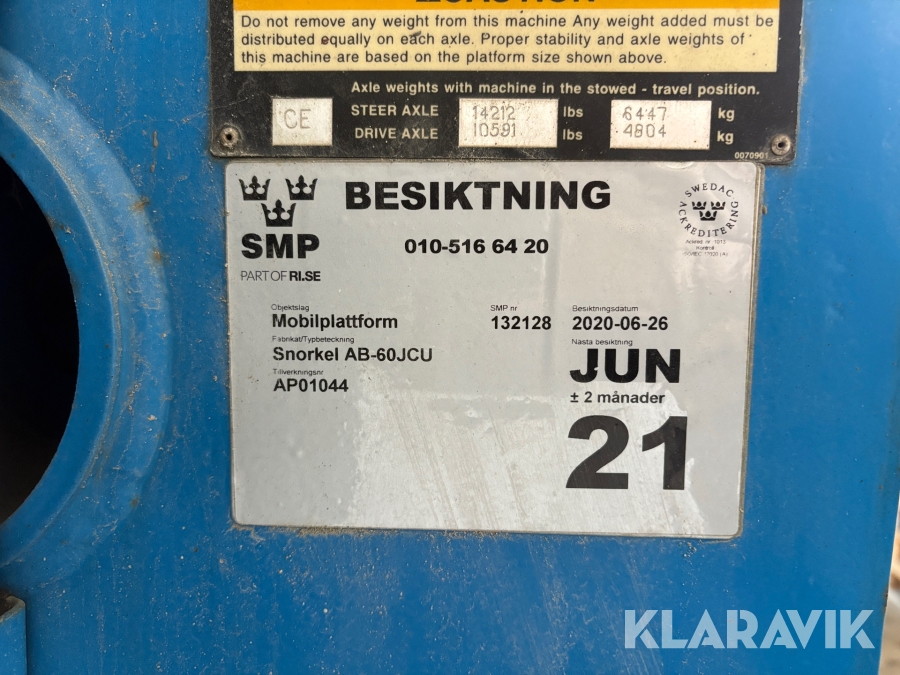 CAUTION
Do not remove any weight from this machine Any weight added must be
distributed equally on each axle. Proper stability and axle weights of
this machine are based on the platform size shown above.
Axle weights with machine in the stowed - travel position.
CE
STEER AXLE 14212 lbs 6447 kg
DRIVE AXLE 10591 lbs 4804 kg
0070901
BESIKTNING
SMP
010-516 64 20
PART OF RI.SE
SWEDAC
ACKREDITERING
Kontroll
Objektslag
Mobilplattform
SMP nr
132128
Besiktningsdatum
2020-06-26
Fabrikat/Typbeteckning
Snorkel AB-60JCU
Tillverkningsnr
AP01044
Nästa besiktning
JUN
± 2 månader
21
KLARAVIK